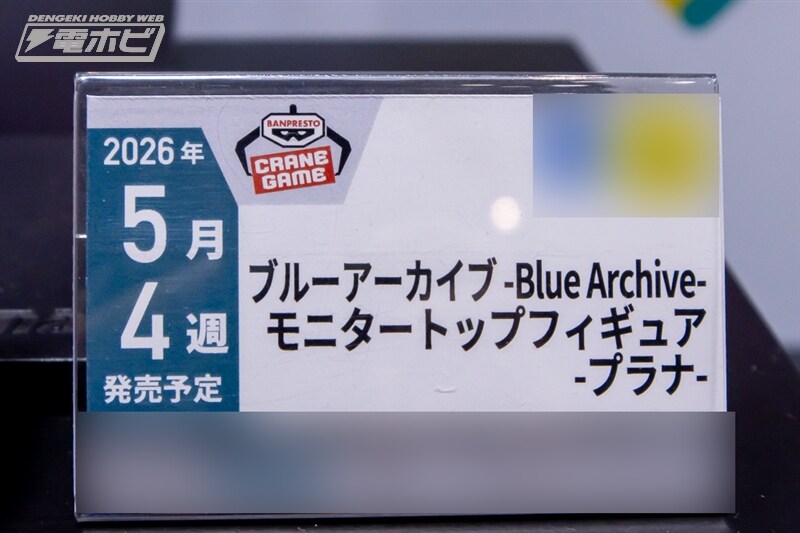 DENGEKI HOBBY WEB
電ホビ
BANPRESTO
CRANE
GAME
2026年
5月
4週
発売予定
ブルーアーカイブ -Blue Archive-
モニタートップフィギュア
-プラナ-